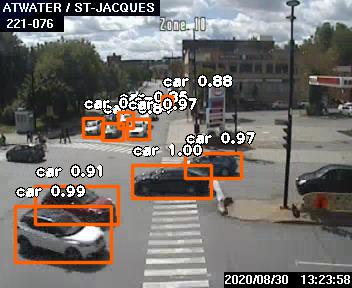 ATWATER / ST-JACQUES
221-076
Zone 10
car 0.88
car 0.97
car 0.97
car 1.00
car 0.91
car 0.99
2020/08/30 13:23:58